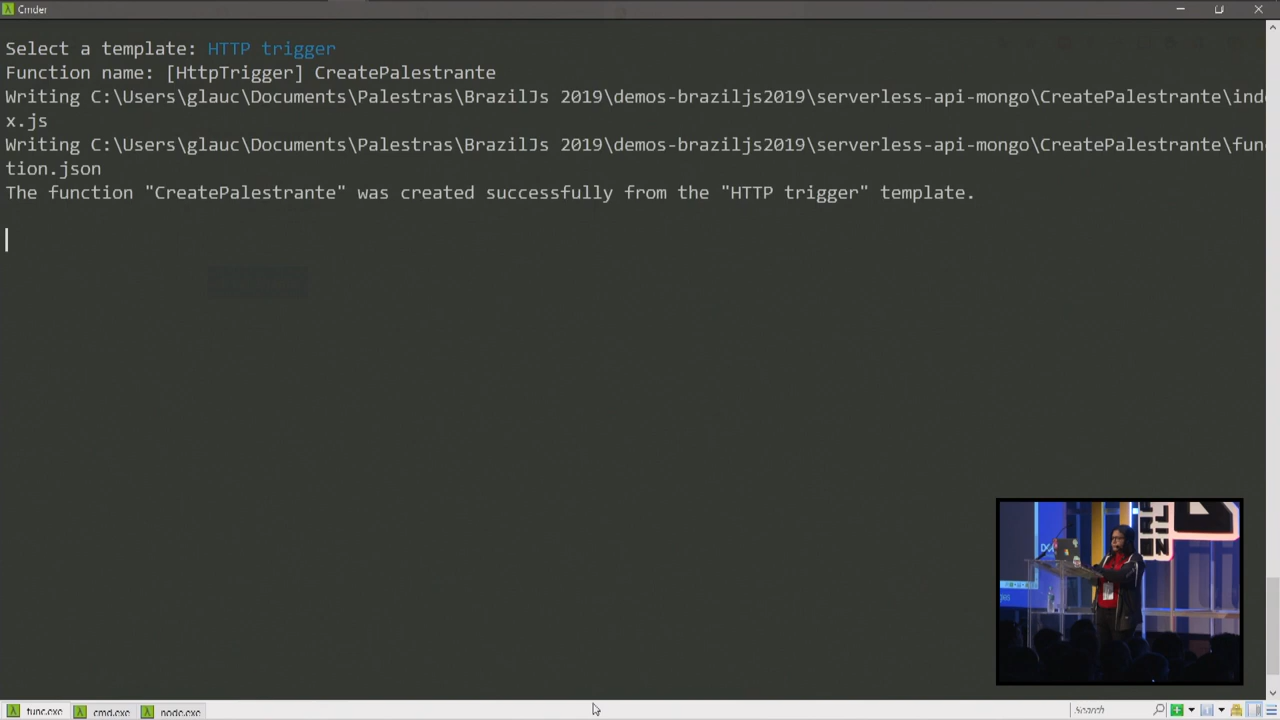 Cmder
Select a template: HTTP trigger
Function name: [HttpTrigger] CreatePalestrante
Writing C:\Users\glauc\Documents\Palestras\BrazilJs 2019\demos-braziljs2019\serverless-api-mongo\CreatePalestrante\inde
x.js
Writing C:\Users\glauc\Documents\Palestras\BrazilJs 2019\demos-braziljs2019\serverless-api-mongo\CreatePalestrante\func
tion.json
The function "CreatePalestrante" was created successfully from the "HTTP trigger" template.
func.exe
cmd.exe
node.exe
Search